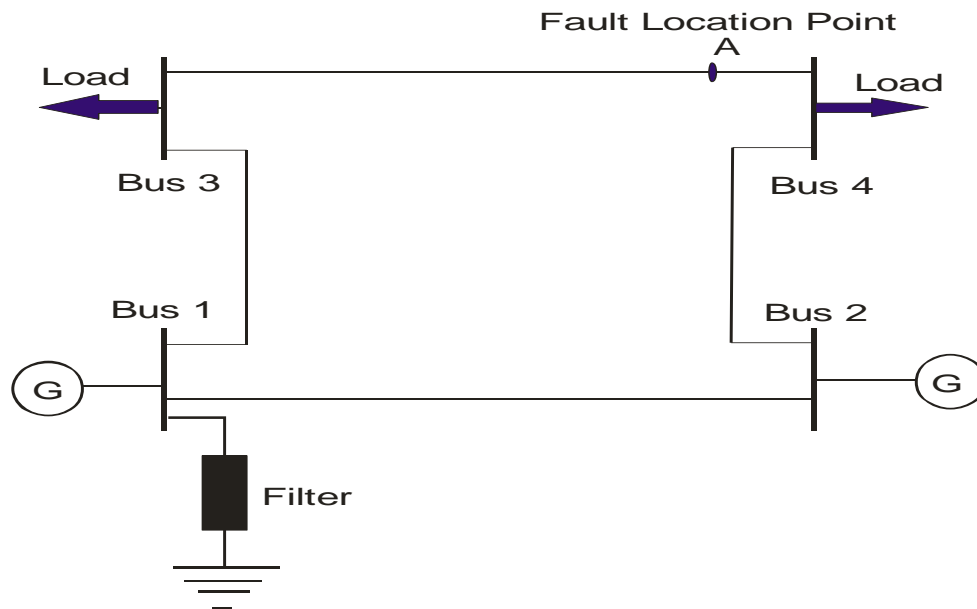 Fault Location Point
A
Load
Load
Bus 3
Bus 4
Bus 1
Bus 2
G
G
Filter